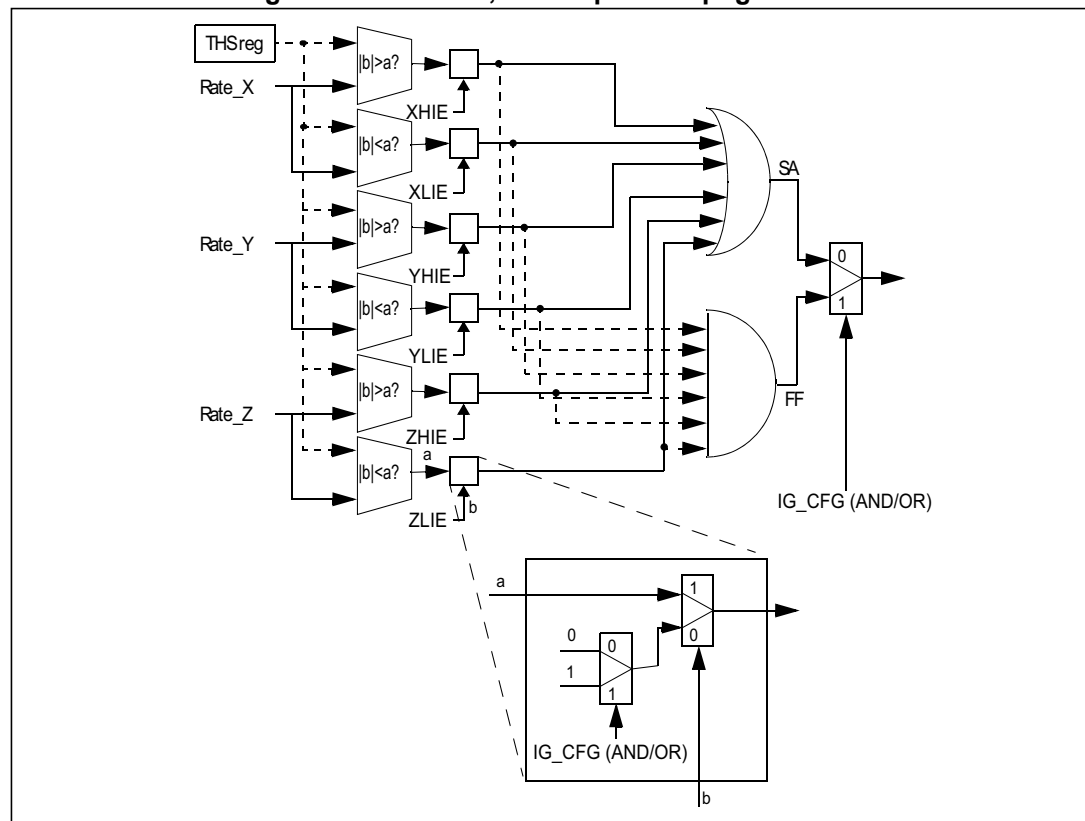 THSreg
|b|>a?
Rate_X
XHIE
|b|<a?
XLIE
SA
|b|>a?
Rate_Y
0
YHIE
1
|b|<a?
YLIE
|b|>a?
FF
Rate_Z
ZHIE
a
|b|<a?
IG_CFG (AND/OR)
b
ZLIE
a
1
0
0
0
1
1
IG_CFG (AND/OR)
b